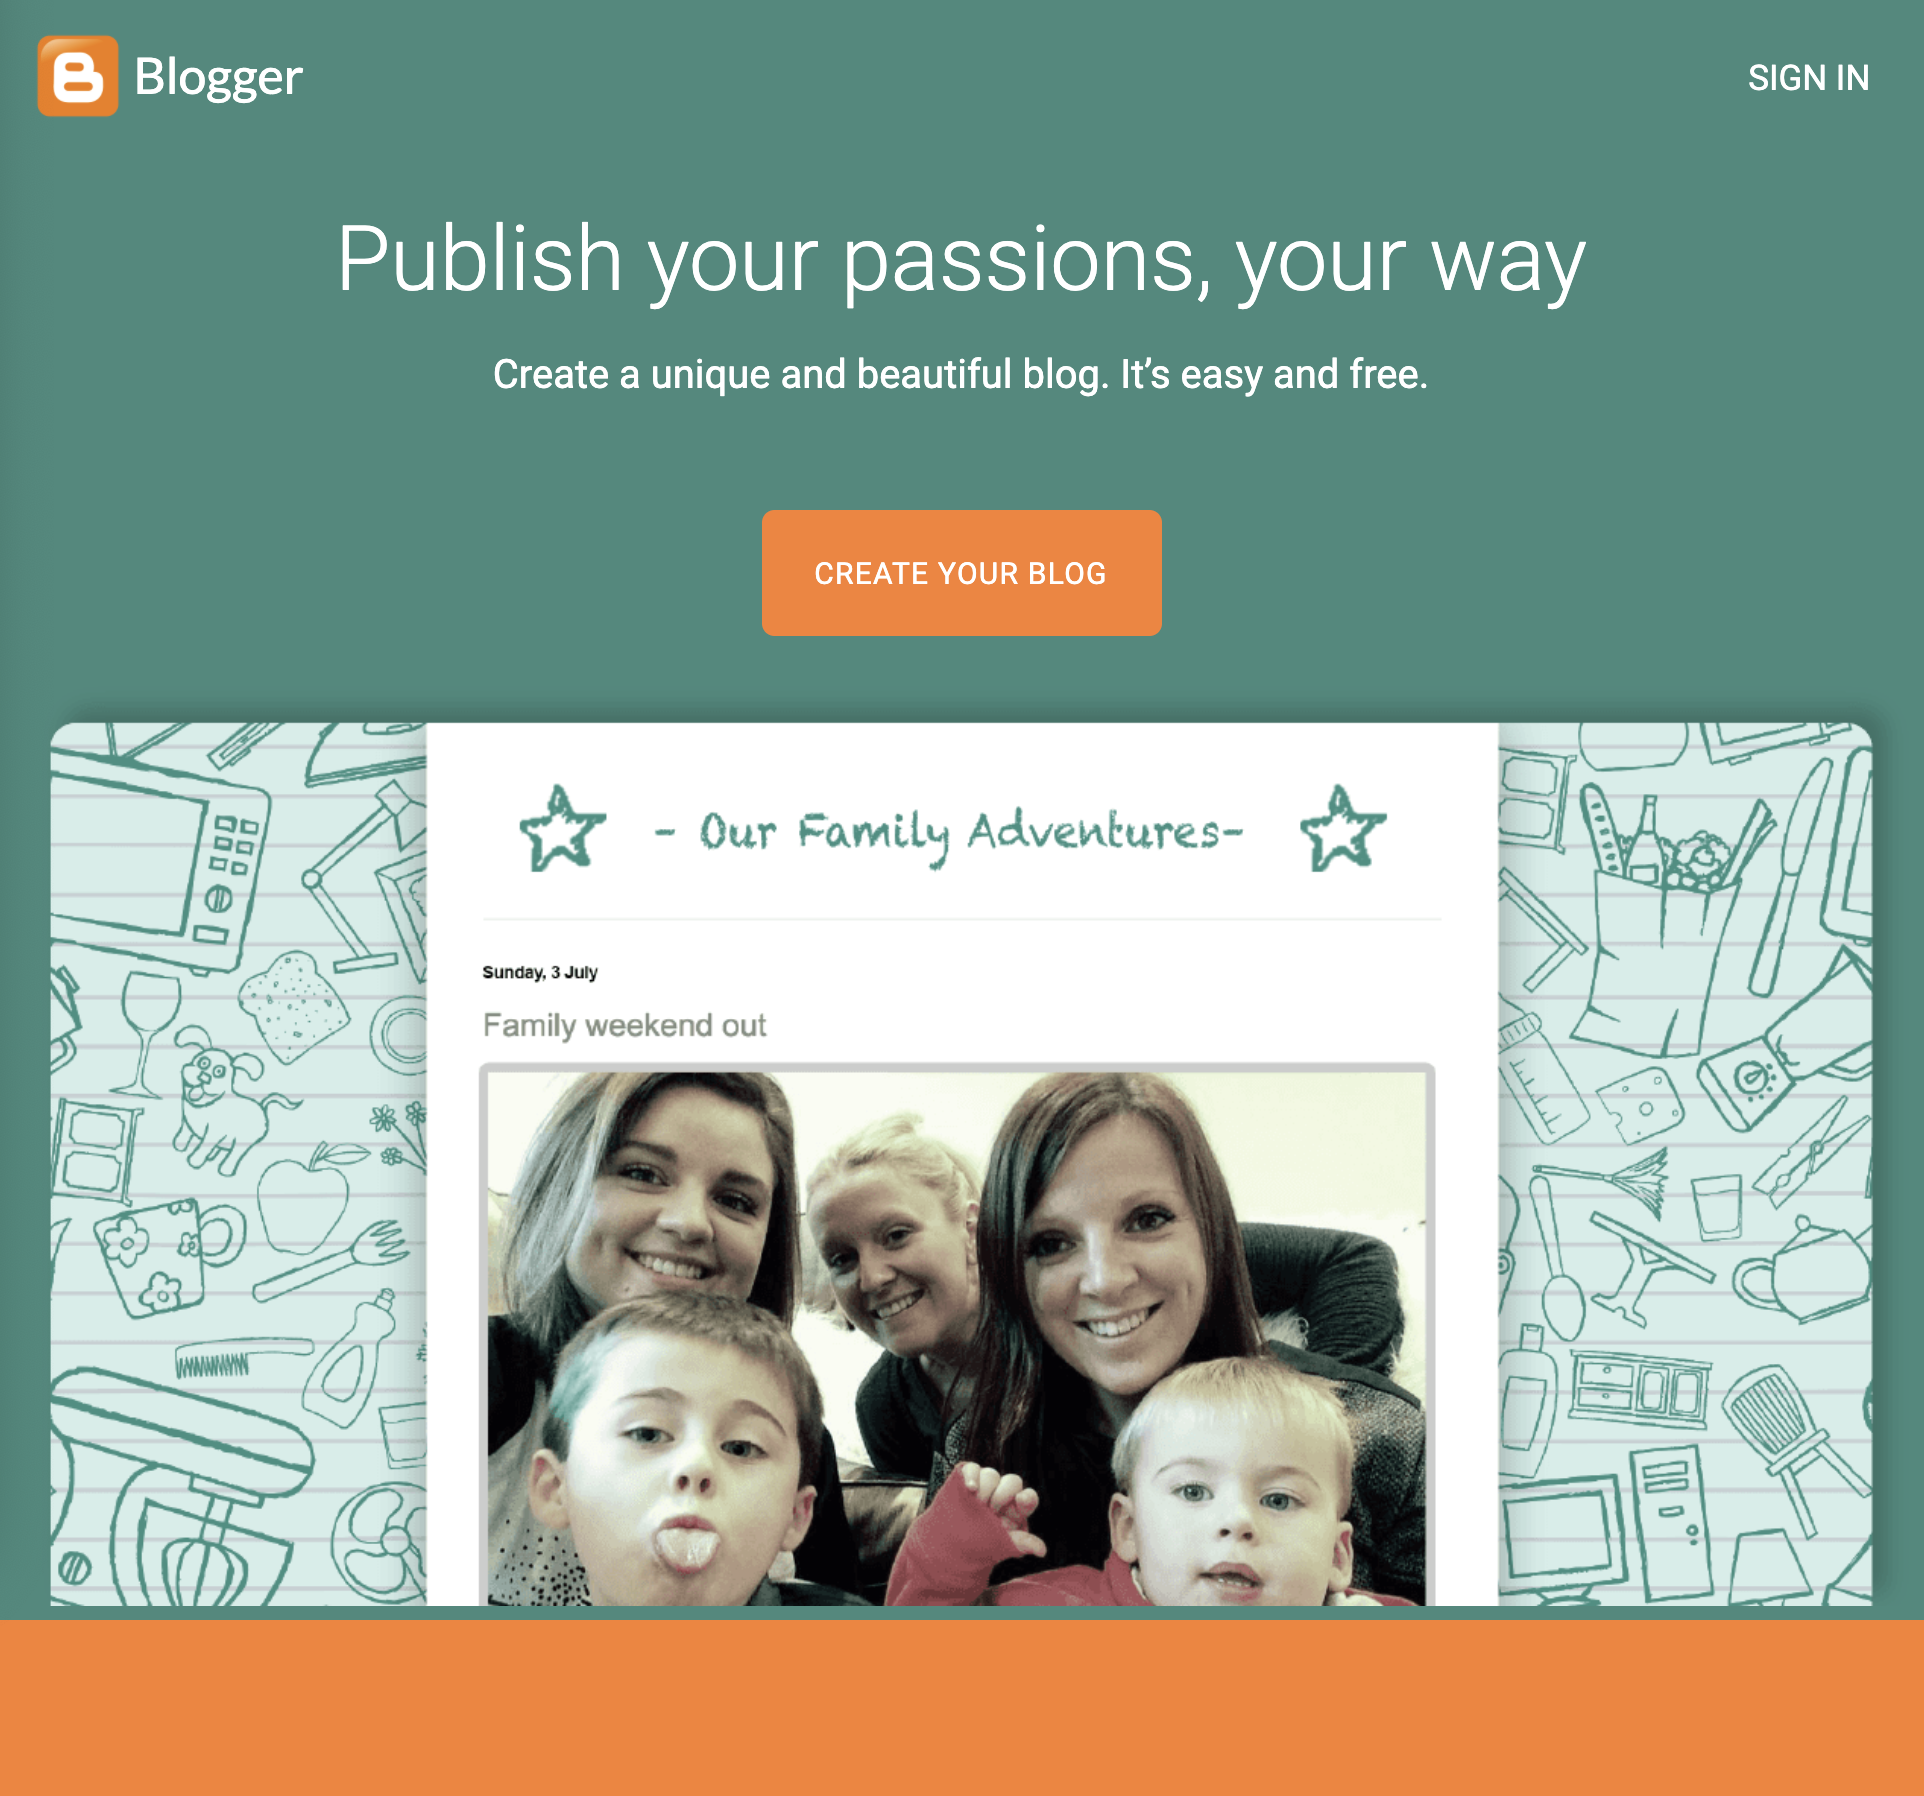 Blogger
SIGN IN
Publish your passions, your way
Create a unique and beautiful blog. It’s easy and free.
CREATE YOUR BLOG
- Our Family Adventures-
Sunday, 3 July
Family weekend out